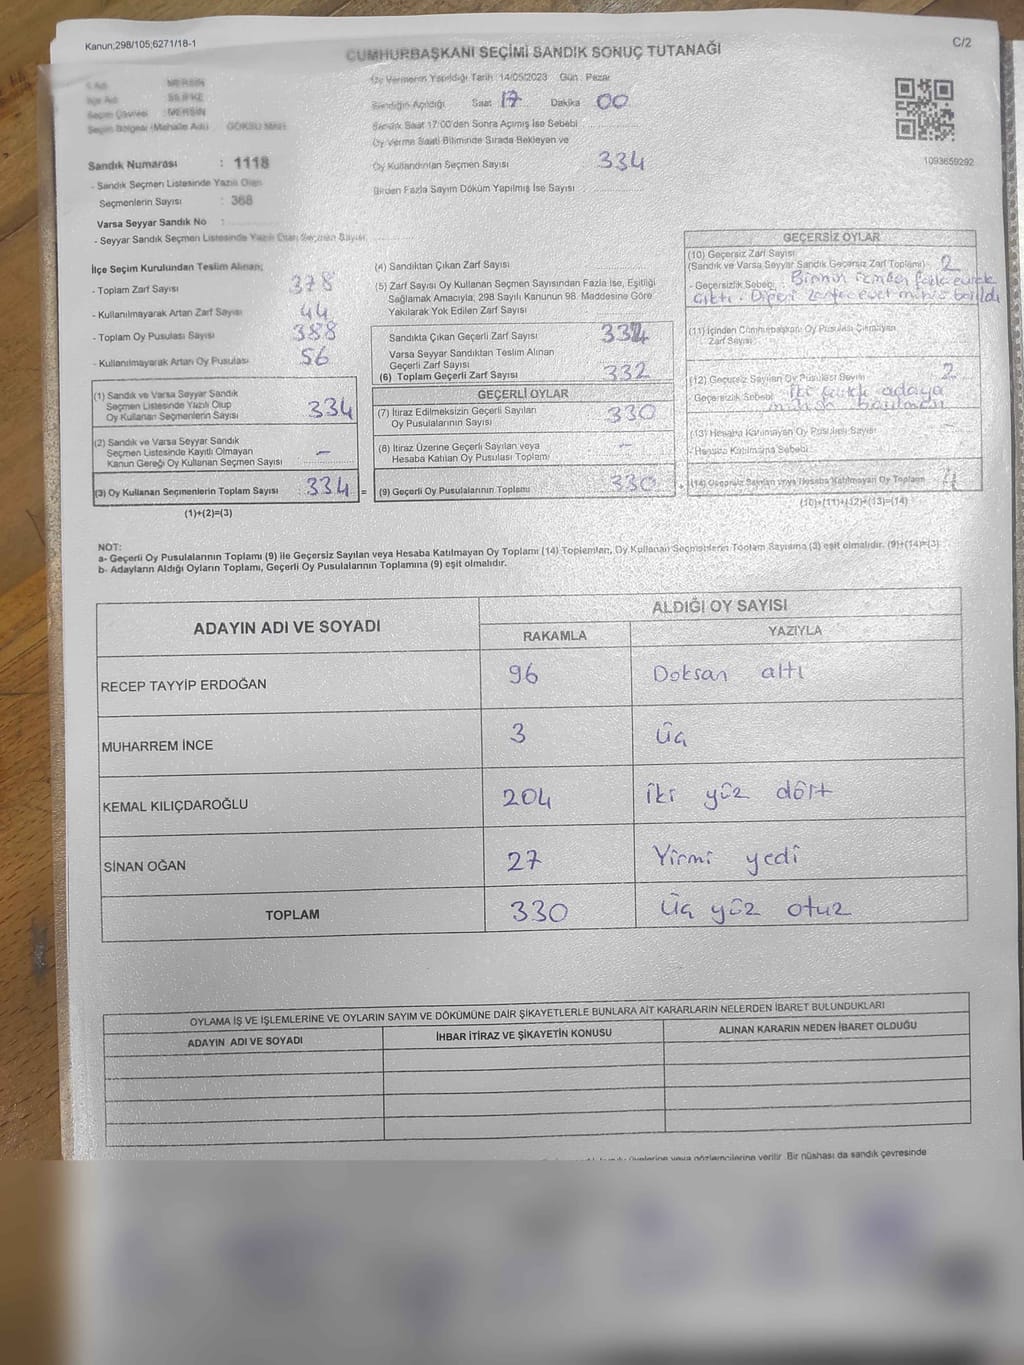 Kanun;298/105;6271/18-1
C/2
CUMHURBAŞKANI SEÇİMİ SANDIK SONUÇ TUTANAĞI
MERSİN
SİLİFKE
Seçim Çevresi : MERSİN
Seçim Bölgesi (Mahalle Adı) GÖKSU MAH.
Sandık Numarası : 1118
- Sandık Seçmen Listesinde Yazılı Olan
Seçmenlerin Sayısı : 368
Varsa Seyyar Sandık No :
- Seyyar Sandık Seçmen Listesinde Yazılı Olan Seçmen Sayısı
Oy Vermenin Yapıldığı Tarih : 14/05/2023 Gün : Pazar
Sandığın Açıldığı Saat 17 Dakika 00
Sandık Saat 17:00'den Sonra Açımış İse Sebebi
Oy Verme Saati Bitiminde Sırada Bekleyen ve
Oy Kullandırılan Seçmen Sayısı 334
Birden Fazla Sayım Döküm Yapılmış İse Sayısı
1093659292
İlçe Seçim Kurulundan Teslim Alınan;
- Toplam Zarf Sayısı 378
- Kullanılmayarak Artan Zarf Sayısı 44
- Toplam Oy Pusulası Sayısı 388
- Kullanılmayarak Artan Oy Pusulası 56
(1) Sandık ve Varsa Seyyar Sandık
Seçmen Listesinde Yazılı Olup
Oy Kullanan Seçmenlerin Sayısı 334
(2) Sandık ve Varsa Seyyar Sandık
Seçmen Listesinde Kayıtlı Olmayan
Kanun Gereği Oy Kullanan Seçmen Sayısı –
(3) Oy Kullanan Seçmenlerin Toplam Sayısı 334 =
(1)+(2)=(3)
(4) Sandıktan Çıkan Zarf Sayısı
(5) Zarf Sayısı Oy Kullanan Seçmen Sayısından Fazla İse, Eşitliği
Sağlamak Amacıyla, 298 Sayılı Kanunun 98. Maddesine Göre
Yakılarak Yok Edilen Zarf Sayısı
Sandıkta Çıkan Geçerli Zarf Sayısı
Varsa Seyyar Sandıktan Teslim Alınan
Geçerli Zarf Sayısı
(6) Toplam Geçerli Zarf Sayısı 332
GEÇERLİ OYLAR
(7) İtiraz Edilmeksizin Geçerli Sayılan
Oy Pusulalarının Sayısı 330
(8) İtiraz Üzerine Geçerli Sayılan veya
Hesaba Katılan Oy Pusulası Toplamı –
(9) Geçerli Oy Pusulalarının Toplamı 330 +
GEÇERSİZ OYLAR
(10) Geçersiz Zarf Sayısı
(Sandık ve Varsa Seyyar Sandık Geçersiz Zarf Toplamı) 2
- Geçersizlik Sebebi : Birinin içinden fazla evrak
çıktı. Diğeri zarfa evet mührü basıldı
(11) İçinden Cumhurbaşkanı Oy Pusulası Çıkmayan
Zarf Sayısı
(12) Geçersiz Sayılan Oy Pusulası Sayısı 2
Geçersizlik Sebebi : İki farklı adaya
(13) Hesaba Katılmayan Oy Pusulası Sayısı –
- Hesaba Katılmama Sebebi
(14) Geçersiz Sayılan veya Hesaba Katılmayan Oy Toplamı 4
(10)+(11)+(12)+(13)=(14)
NOT:
a- Geçerli Oy Pusulalarının Toplamı (9) ile Geçersiz Sayılan veya Hesaba Katılmayan Oy Toplamı (14) Toplamları, Oy Kullanan Seçmenlerin Toplam Sayısına (3) eşit olmalıdır. (9)+(14)=(3)
b- Adayların Aldığı Oyların Toplamı, Geçerli Oy Pusulalarının Toplamına (9) eşit olmalıdır.
ADAYIN ADI VE SOYADI
ALDIĞI OY SAYISI
RAKAMLA YAZIYLA
RECEP TAYYİP ERDOĞAN 96 Doksan altı
MUHARREM İNCE 3 Üç
KEMAL KILIÇDAROĞLU 204 İki yüz dört
SİNAN OĞAN 27 Yirmi yedi
TOPLAM 330 Üç yüz otuz
OYLAMA İŞ VE İŞLEMLERİNE VE OYLARIN SAYIM VE DÖKÜMÜNE DAİR ŞİKAYETLERLE BUNLARA AİT KARARLARIN NELERDEN İBARET BULUNDUKLARI
ADAYIN ADI VE SOYADI İHBAR İTİRAZ VE ŞİKAYETİN KONUSU ALINAN KARARIN NEDEN İBARET OLDUĞU
üyelerine veya gözlemcilerine verilir. Bir nüshası da sandık çevresinde